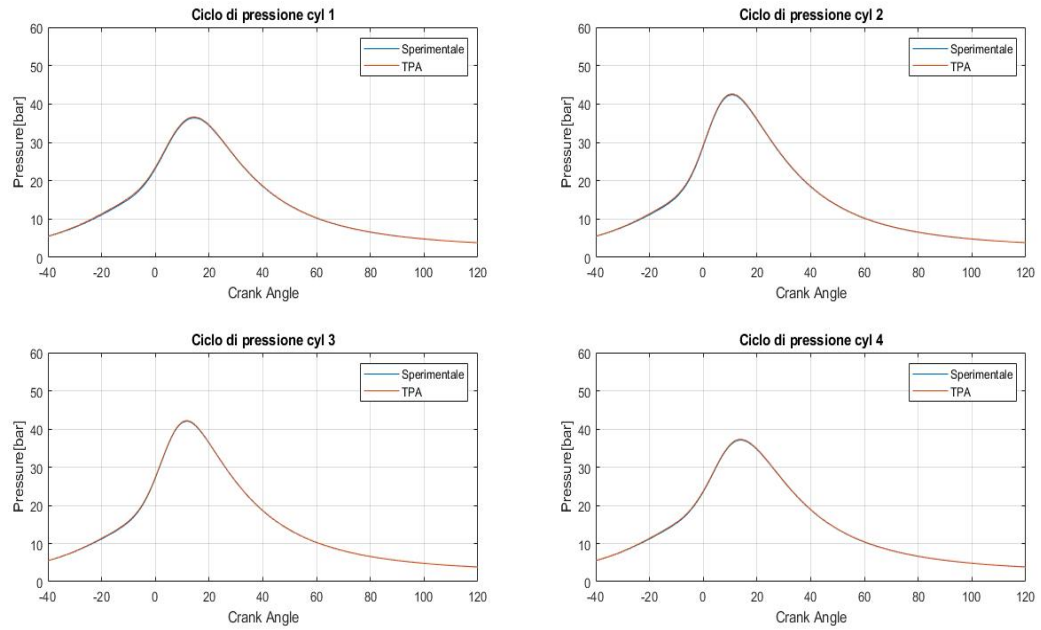 Ciclo di pressione cyl 1
60
50
40
30
20
10
0
Pressure[bar]
Sperimentale
TPA
-40 -20 0 20 40 60 80 100 120
Crank Angle
Ciclo di pressione cyl 2
60
50
40
30
20
10
0
Pressure[bar]
Sperimentale
TPA
-40 -20 0 20 40 60 80 100 120
Crank Angle
Ciclo di pressione cyl 3
60
50
40
30
20
10
0
Pressure[bar]
Sperimentale
TPA
-40 -20 0 20 40 60 80 100 120
Crank Angle
Ciclo di pressione cyl 4
60
50
40
30
20
10
0
Pressure[bar]
Sperimentale
TPA
-40 -20 0 20 40 60 80 100 120
Crank Angle